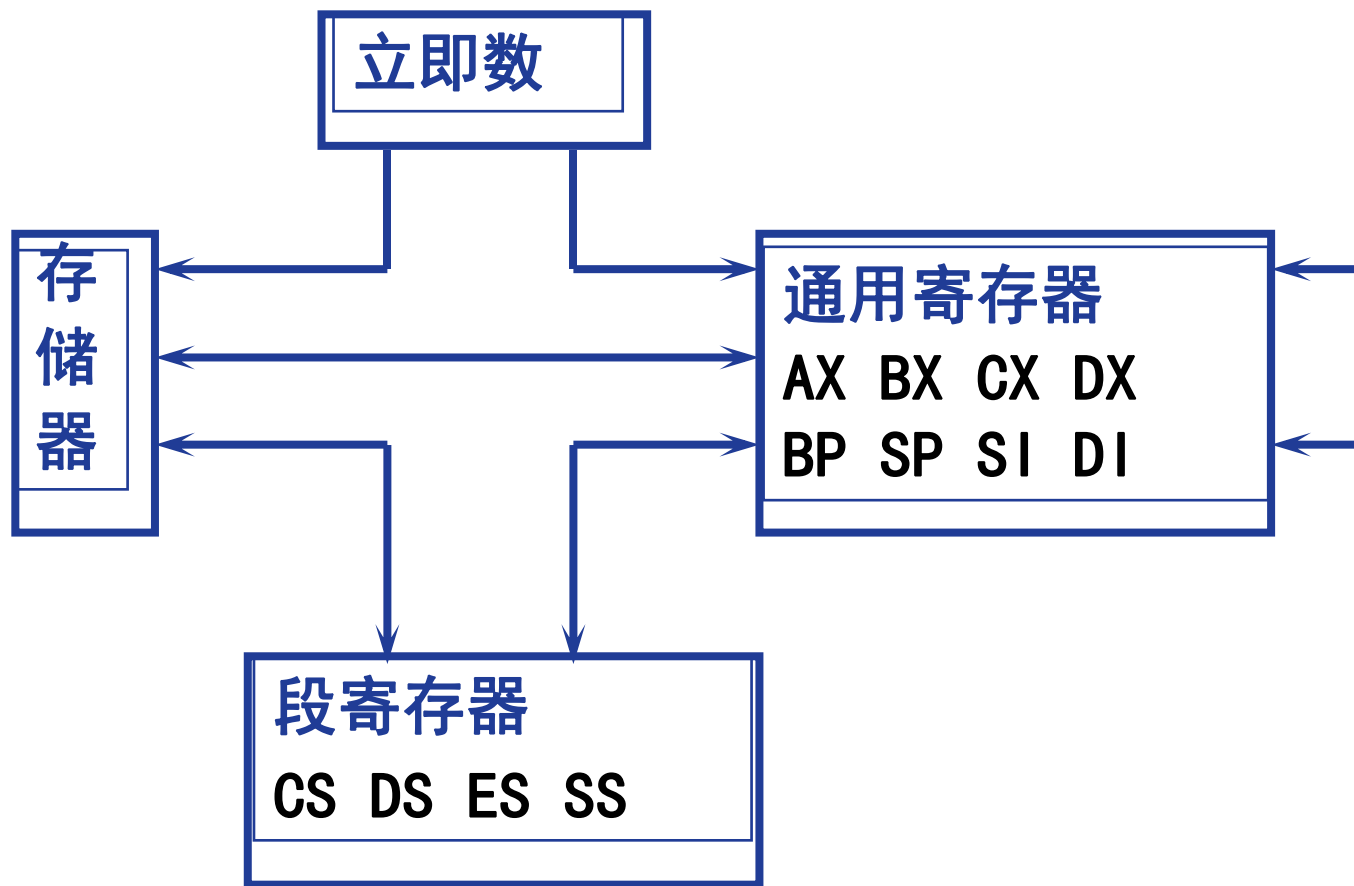 立即数
存
储
器
通用寄存器
AX BX CX DX
BP SP SI DI
段寄存器
CS DS ES SS